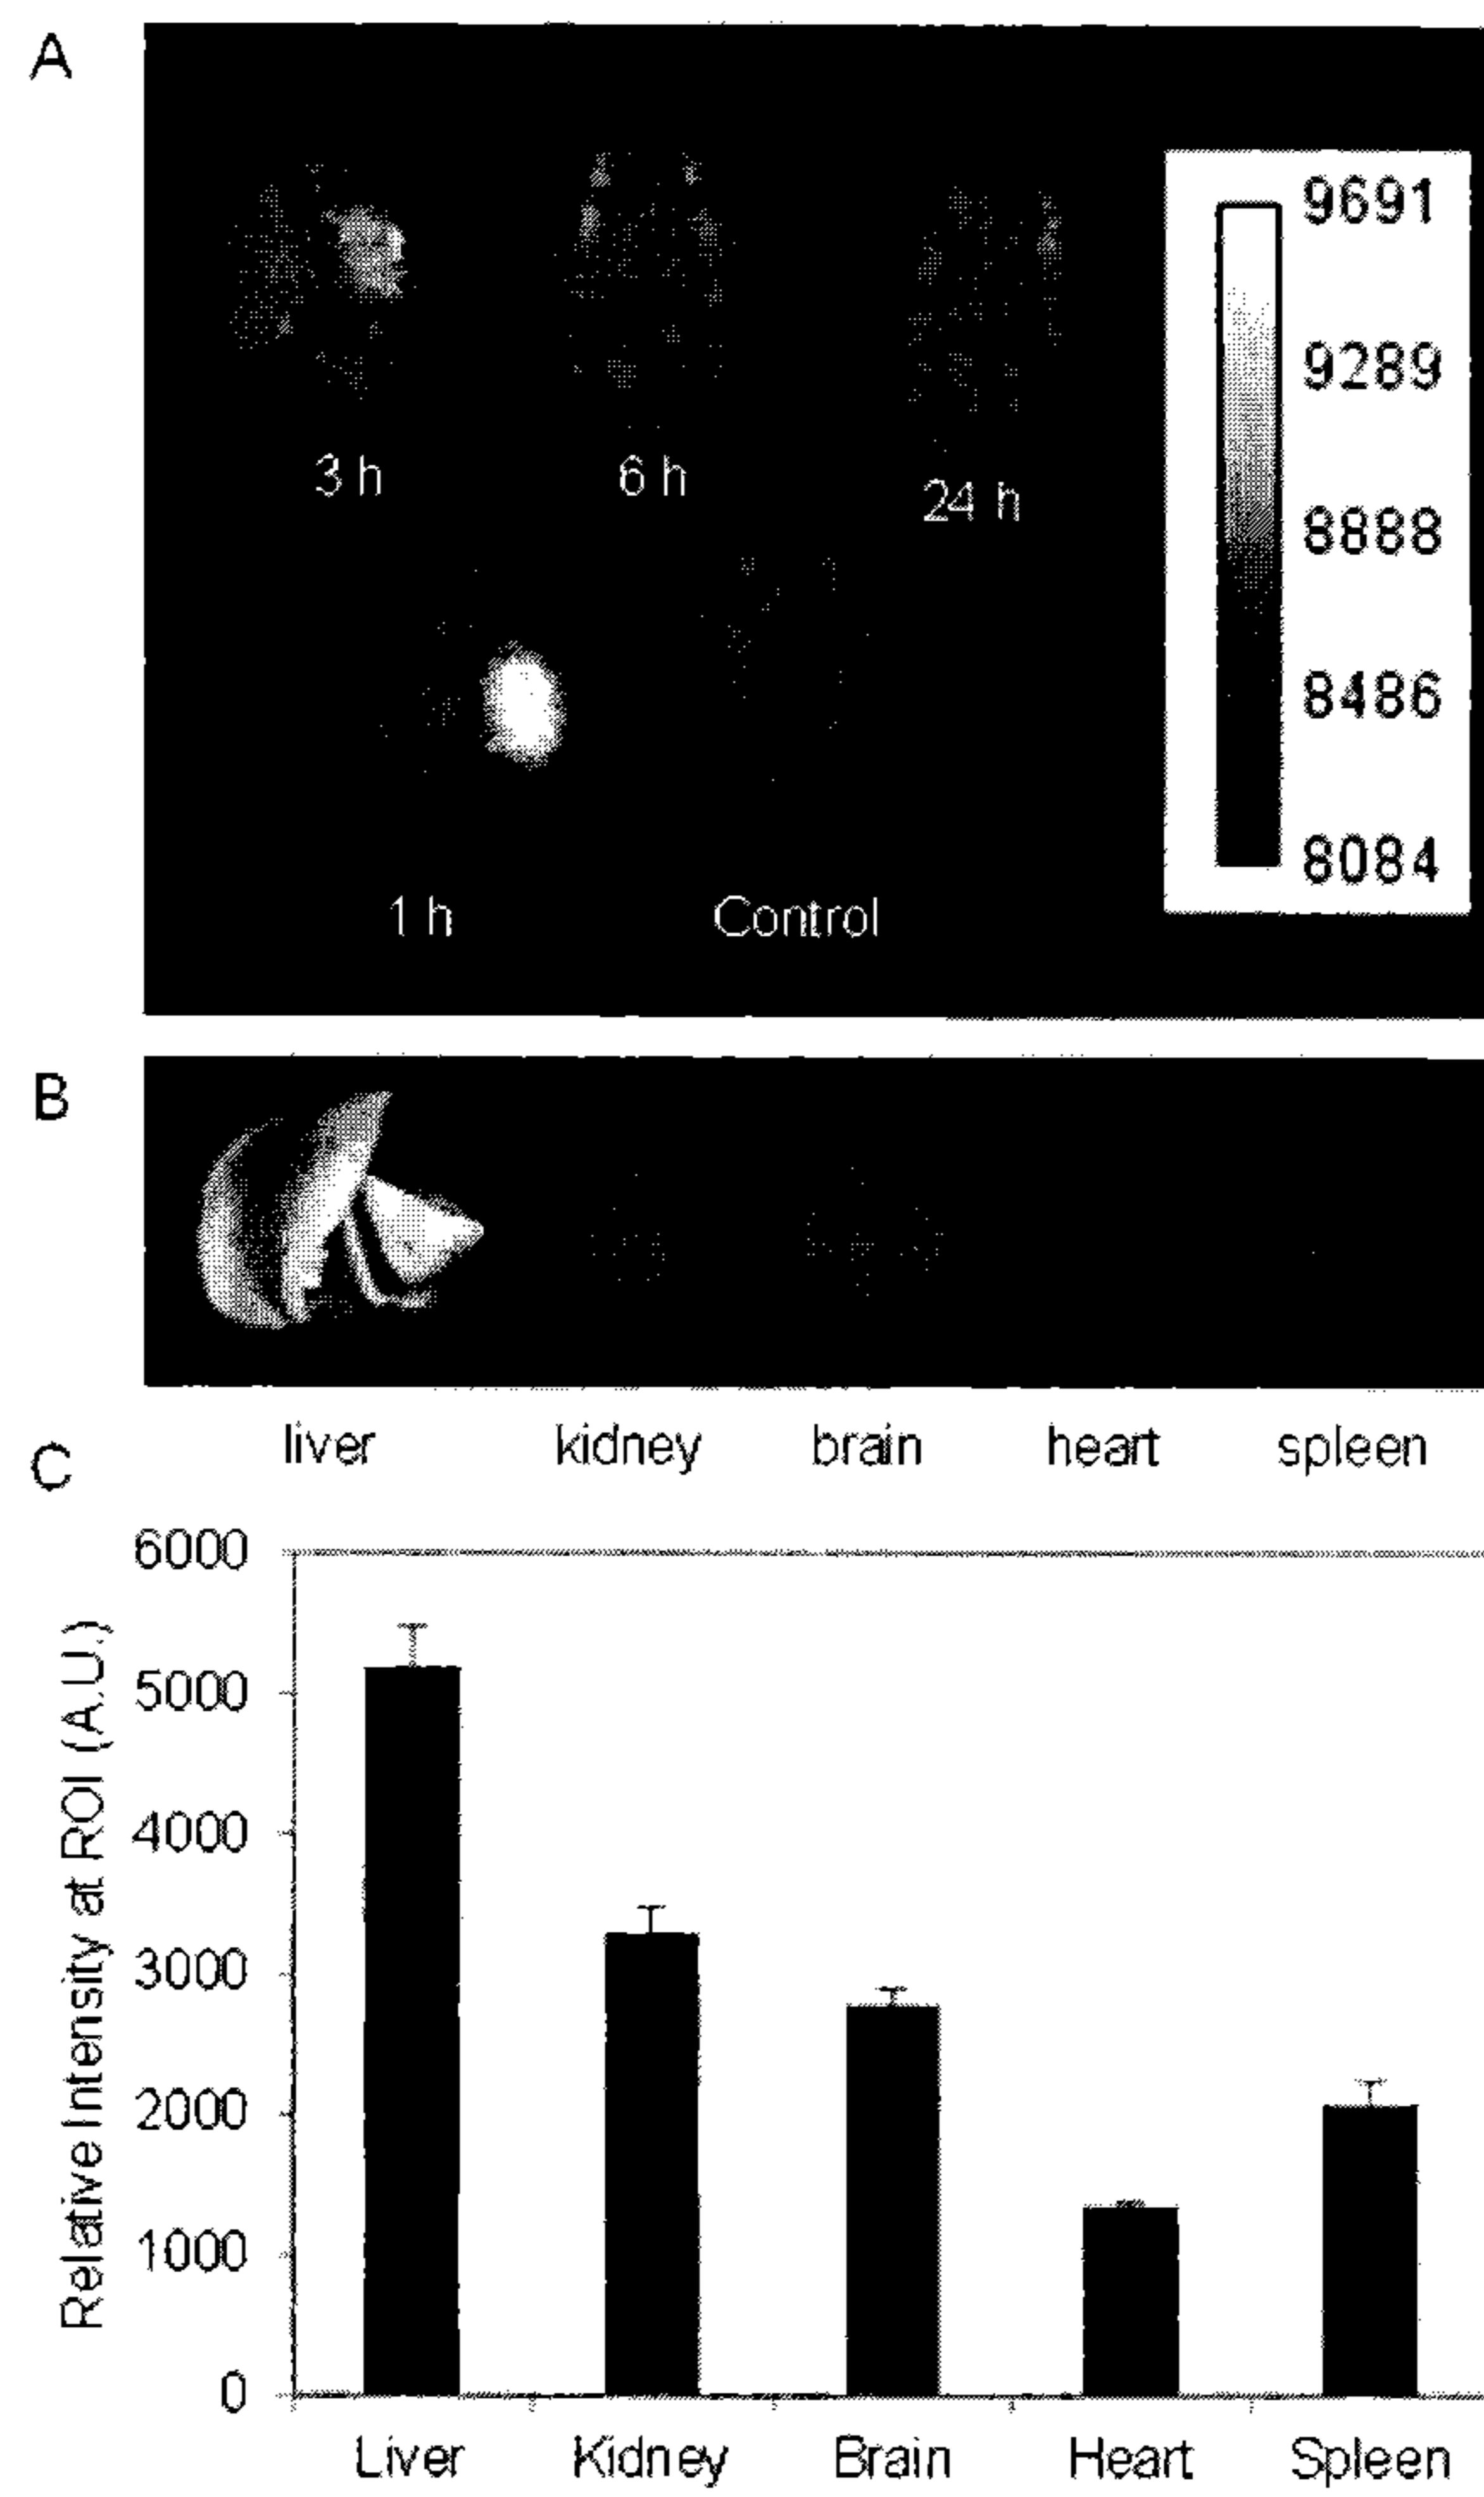 A
9691
9289
8888
8486
8084
3 h
6 h
24 h
1 h
Control
B
liver
kidney
brain
heart
spleen
C
Relative Intensity at ROI (A.U.)
6000
5000
4000
3000
2000
1000
0
Liver
Kidney
Brain
Heart
Spleen